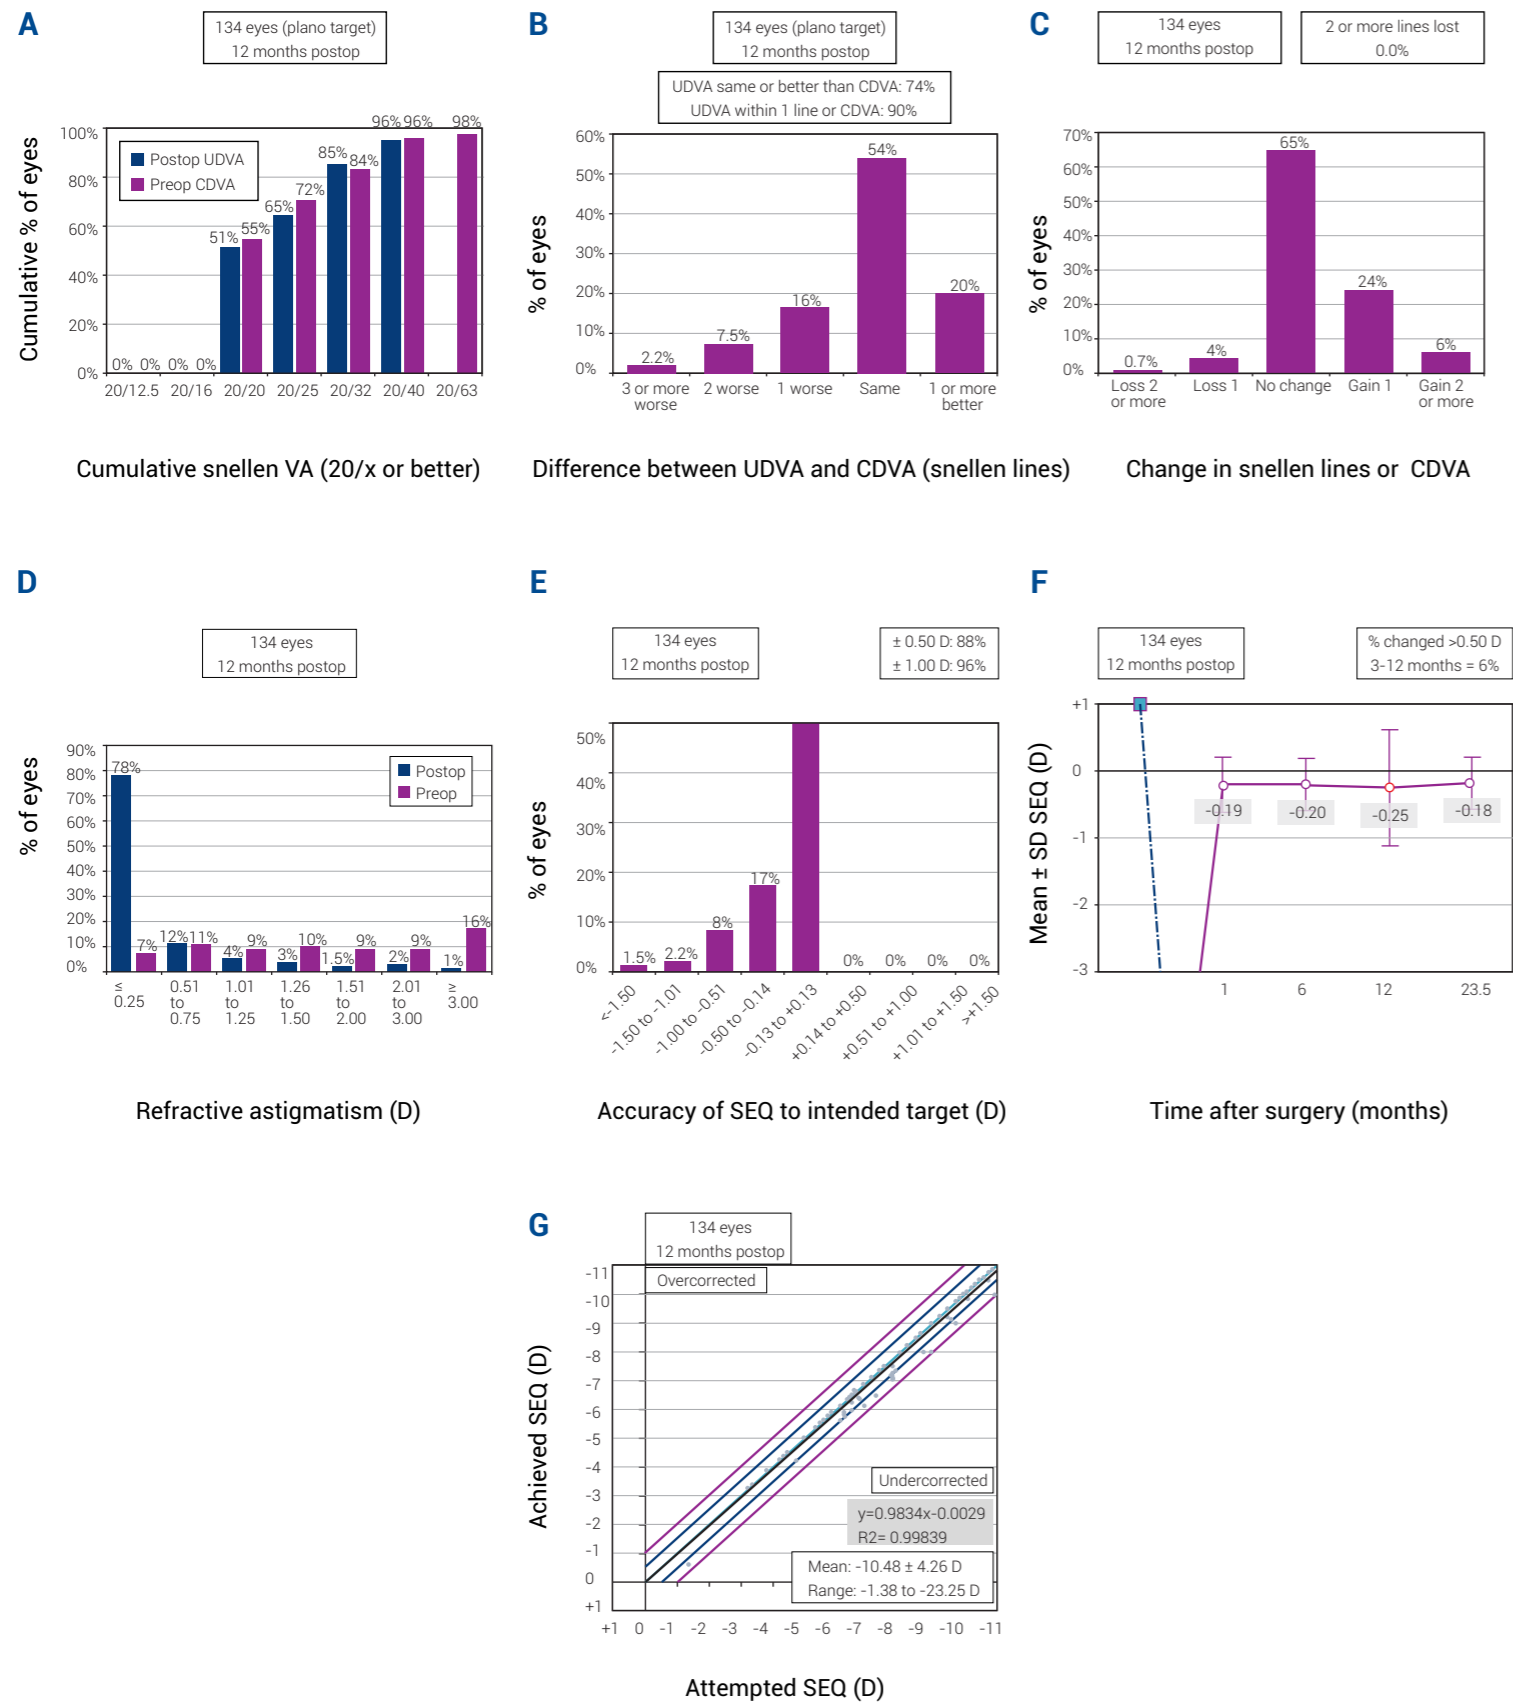 A
134 eyes (plano target)
12 months postop
Cumulative % of eyes
100%
80%
60%
40%
20%
0%
Postop UDVA
Preop CDVA
0% 0% 0% 0% 51% 55% 65% 72% 85% 84% 96% 96% 98%
20/12.5 20/16 20/20 20/25 20/32 20/40 20/63
Cumulative snellen VA (20/x or better)
B
134 eyes (plano target)
12 months postop
UDVA same or better than CDVA: 74%
UDVA within 1 line or CDVA: 90%
% of eyes
60%
50%
40%
30%
20%
10%
0%
2.2% 7.5% 16% 54% 20%
3 or more worse 2 worse 1 worse Same 1 or more better
Difference between UDVA and CDVA (snellen lines)
C
134 eyes
12 months postop
2 or more lines lost
0.0%
% of eyes
70%
60%
50%
40%
30%
20%
10%
0%
0.7% 4% 65% 24% 6%
Loss 2 or more Loss 1 No change Gain 1 Gain 2 or more
Change in snellen lines or CDVA
D
134 eyes
12 months postop
% of eyes
90%
80%
70%
60%
50%
40%
30%
20%
10%
0%
Postop
Preop
78% 7% 12% 11% 4% 9% 3% 10% 1.5% 9% 2% 9% 1% 16%
≤ 0.25 0.51 to 0.75 1.01 to 1.25 1.26 to 1.50 1.51 to 2.00 2.01 to 3.00 ≥ 3.00
Refractive astigmatism (D)
E
134 eyes
12 months postop
± 0.50 D: 88%
± 1.00 D: 96%
% of eyes
50%
40%
30%
20%
10%
0%
1.5% 2.2% 8% 17% 0% 0% 0% 0%
<-1.50 -1.50 to -1.01 -1.00 to -0.51 -0.50 to -0.14 -0.13 to +0.13 +0.14 to +0.50 +0.51 to +1.00 +1.01 to +1.50 >+1.50
Accuracy of SEQ to intended target (D)
F
134 eyes
12 months postop
% changed >0.50 D
3-12 months = 6%
Mean ± SD SEQ (D)
+1
0
-1
-2
-3
-0.19 -0.20 -0.25 -0.18
1 6 12 23.5
Time after surgery (months)
G
134 eyes
12 months postop
Overcorrected
Achieved SEQ (D)
-11
-10
-9
-8
-7
-6
-5
-4
-3
-2
-1
0
+1
Undercorrected
y=0.9834x-0.0029
R2= 0.99839
Mean: -10.48 ± 4.26 D
Range: -1.38 to -23.25 D
+1 0 -1 -2 -3 -4 -5 -6 -7 -8 -9 -10 -11
Attempted SEQ (D)